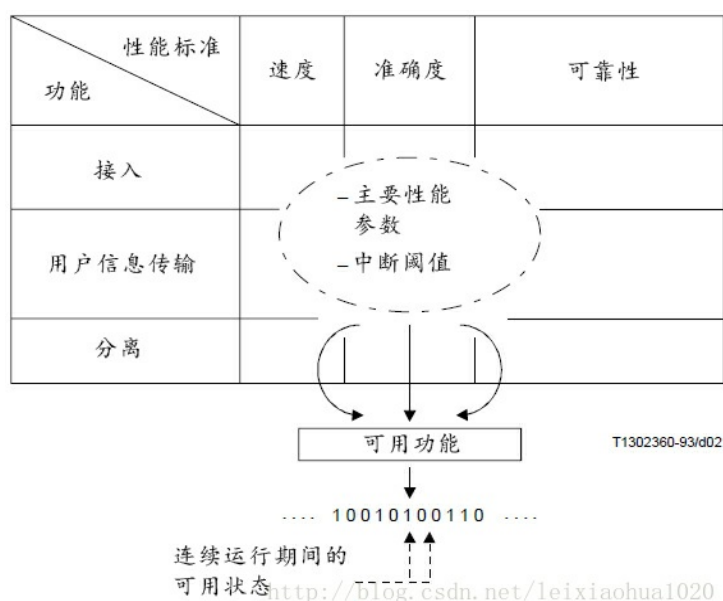 性能标准
功能
速度
准确度
可靠性
接入
用户信息传输
分离
–主要性能
参数
–中断阈值
可用功能
T1302360-93/d02
.... 10010100110 ....
连续运行期间的
可用状态
http://blog.csdn.net/leixiaohua1020